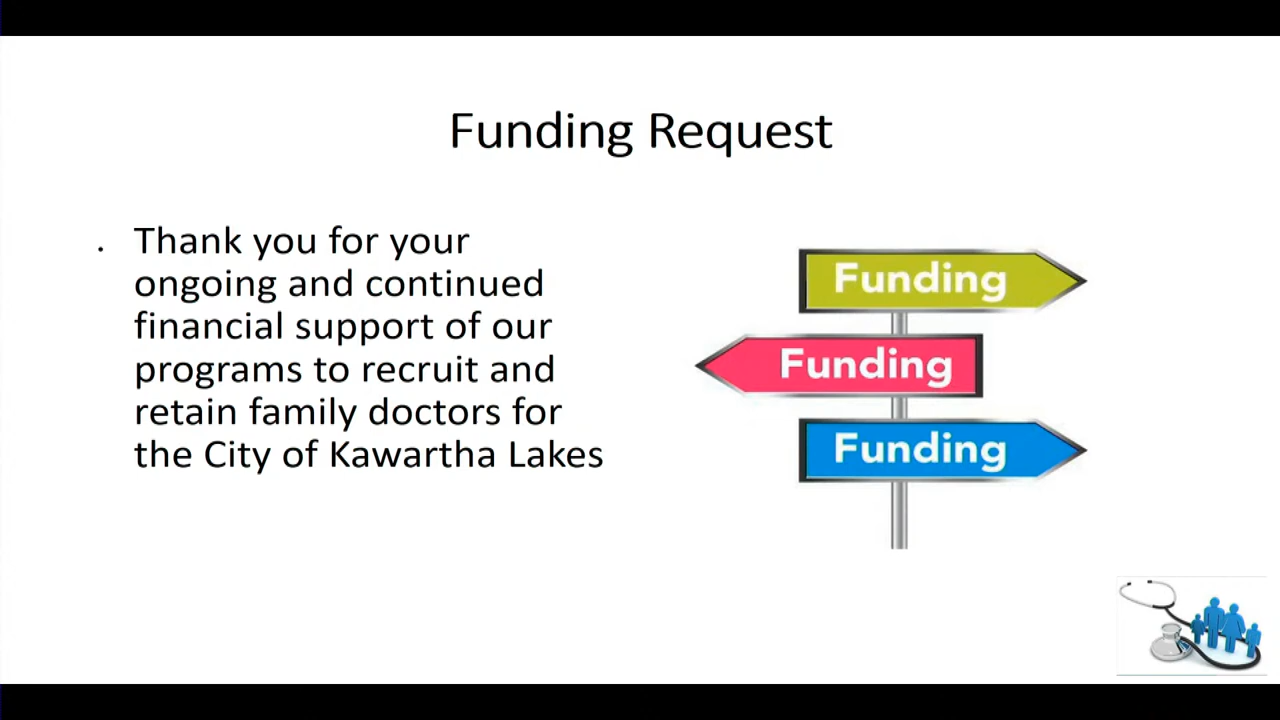 Funding Request
• Thank you for your
ongoing and continued
financial support of our
programs to recruit and
retain family doctors for
the City of Kawartha Lakes
Funding
Funding
Funding